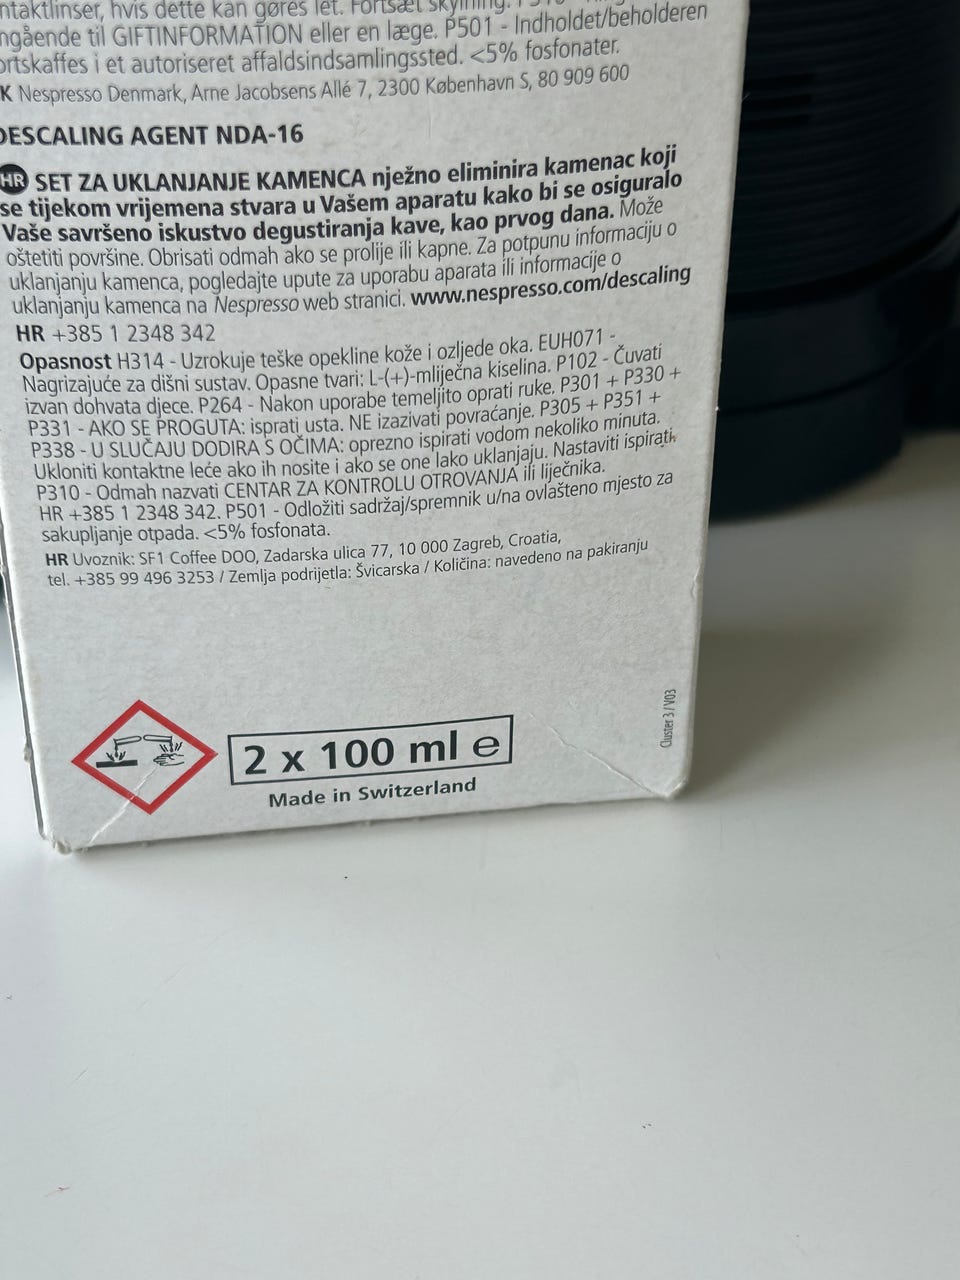 ntaktlinser, hvis dette kan gøres let. Fortsæt skylning.
ngående til GIFTINFORMATION eller en læge. P501 - Indholdet/beholderen
ortskaffes i et autoriseret affaldsindsamlingssted. <5% fosfonater.
K Nespresso Denmark, Arne Jacobsens Allé 7, 2300 København S, 80 909 600
DESCALING AGENT NDA-16
HR SET ZA UKLANJANJE KAMENCA nježno eliminira kamenac koji
se tijekom vrijemena stvara u Vašem aparatu kako bi se osiguralo
Vaše savršeno iskustvo degustiranja kave, kao prvog dana. Može
oštetiti površine. Obrisati odmah ako se prolije ili kapne. Za potpunu informaciju o
uklanjanju kamenca, pogledajte upute za uporabu aparata ili informacije o
uklanjanju kamenca na Nespresso web stranici. www.nespresso.com/descaling
HR +385 1 2348 342
Opasnost H314 - Uzrokuje teške opekline kože i ozljede oka. EUH071 -
Nagrizajuće za dišni sustav. Opasne tvari: L-(+)-mliječna kiselina. P102 - Čuvati
izvan dohvata djece. P264 - Nakon uporabe temeljito oprati ruke. P301 + P330 +
P331 - AKO SE PROGUTA: isprati usta. NE izazivati povraćanje. P305 + P351 +
P338 - U SLUČAJU DODIRA S OČIMA: oprezno ispirati vodom nekoliko minuta.
Ukloniti kontaktne leće ako ih nosite i ako se one lako uklanjaju. Nastaviti ispirati.
P310 - Odmah nazvati CENTAR ZA KONTROLU OTROVANJA ili liječnika.
HR +385 1 2348 342. P501 - Odložiti sadržaj/spremnik u/na ovlašteno mjesto za
sakupljanje otpada. <5% fosfonata.
HR Uvoznik: SF1 Coffee DOO, Zadarska ulica 77, 10 000 Zagreb, Croatia,
tel. +385 99 496 3253 / Zemlja podrijetla: Švicarska / Količina: navedeno na pakiranju
Cluster 3 / V03
2 x 100 ml e
Made in Switzerland